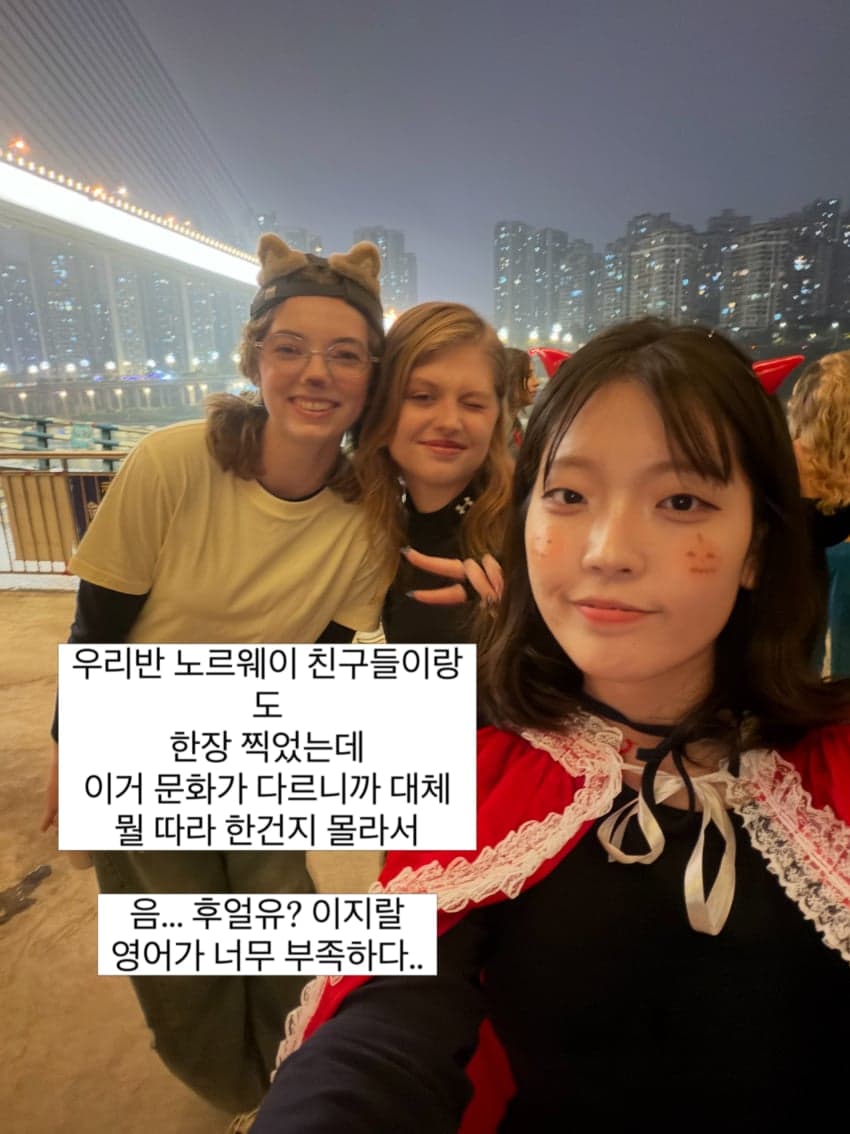 우리반 노르웨이 친구들이랑
도
한장 찍었는데
이거 문화가 다르니까 대체
뭘 따라 한건지 몰라서
음... 후얼유? 이지랄
영어가 너무 부족하다..